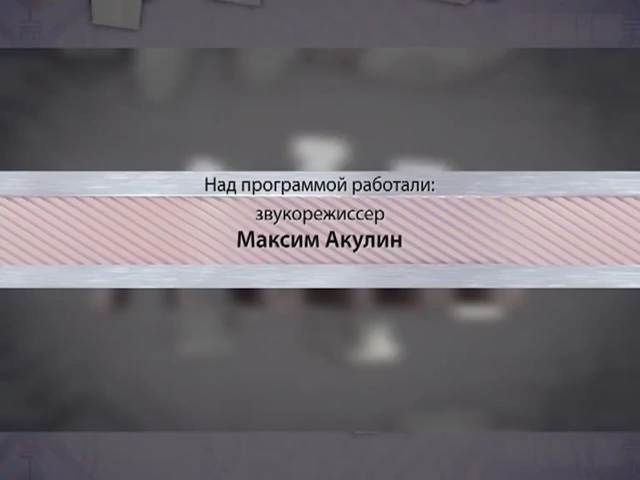 Над программой работали:
звукорежиссер
Максим Акулин